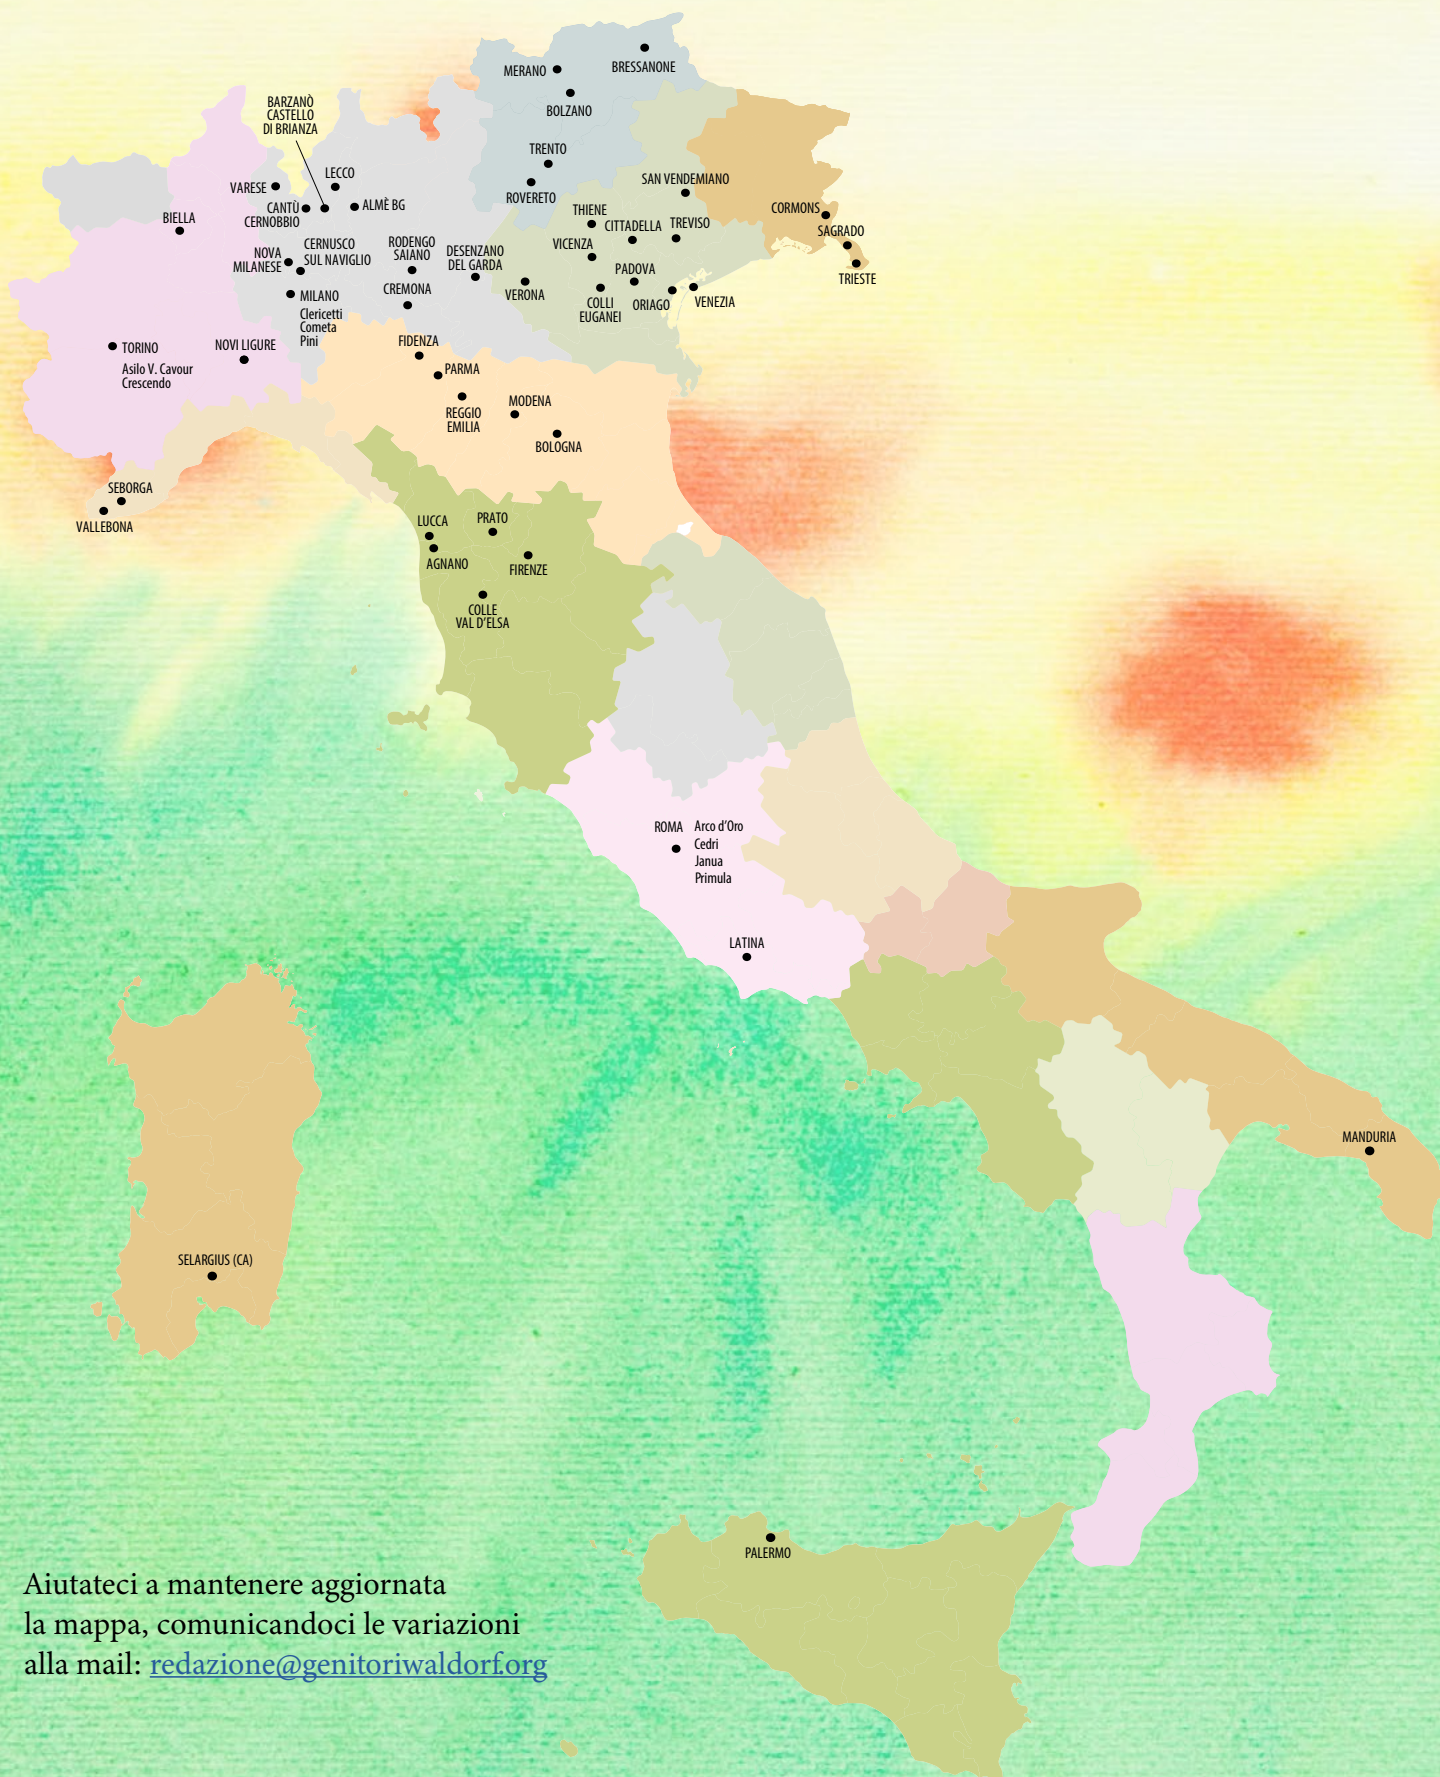 BRESSANONE
MERANO
BOLZANO
BARZANÒ
CASTELLO
DI BRIANZA
TRENTO
LECCO
SAN VENDEMIANO
VARESE
ROVERETO
ALMÈ BG
CANTÙ
CERNOBBIO
CORMONS
THIENE
BIELLA
CITTADELLA
TREVISO
SAGRADO
VICENZA
CERNUSCO
SUL NAVIGLIO
RODENGO
SAIANO
DESENZANO
DEL GARDA
NOVA
MILANESE
PADOVA
TRIESTE
CREMONA
VERONA
MILANO
Clericetti
Cometa
Pini
COLLI
EUGANEI
ORIAGO
VENEZIA
FIDENZA
NOVI LIGURE
TORINO
Asilo V. Cavour
Crescendo
PARMA
MODENA
REGGIO
EMILIA
BOLOGNA
SEBORGA
VALLEBONA
LUCCA
PRATO
AGNANO
FIRENZE
COLLE
VAL D'ELSA
ROMA
Arco d'Oro
Cedri
Janua
Primula
LATINA
MANDURIA
SELARGIUS (CA)
PALERMO
Aiutateci a mantenere aggiornata
la mappa, comunicandoci le variazioni
alla mail: redazione@genitoriwaldorf.org